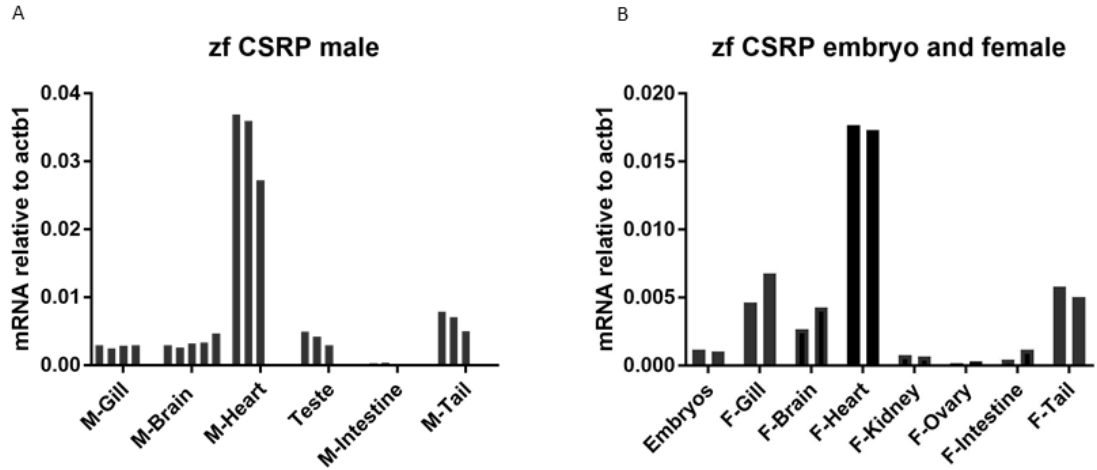 A
zf CSRP male
mRNA relative to actb1
0.04
0.03
0.02
0.01
0.00
M-Gill
M-Brain
M-Heart
Teste
M-Intestine
M-Tail
B
zf CSRP embryo and female
mRNA relative to actb1
0.020
0.015
0.010
0.005
0.000
Embryos
F-Gill
F-Brain
F-Heart
F-Kidney
F-Ovary
F-Intestine
F-Tail